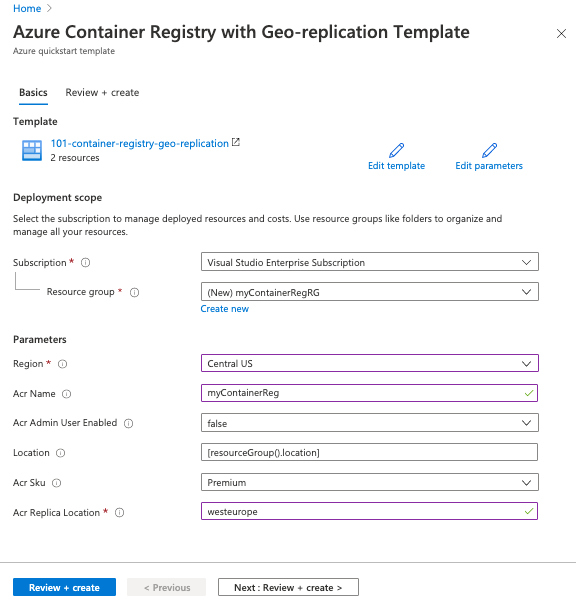 Home >
Azure Container Registry with Geo-replication Template
Azure quickstart template
Basics Review + create
Template
101-container-registry-geo-replication
2 resources
Edit template Edit parameters
Deployment scope
Select the subscription to manage deployed resources and costs. Use resource groups like folders to organize and
manage all your resources.
Subscription * Visual Studio Enterprise Subscription
Resource group * (New) myContainerRegRG
Create new
Parameters
Region * Central US
Acr Name myContainerReg
Acr Admin User Enabled false
Location [resourceGroup().location]
Acr Sku Premium
Acr Replica Location * westeurope
Review + create < Previous Next : Review + create >